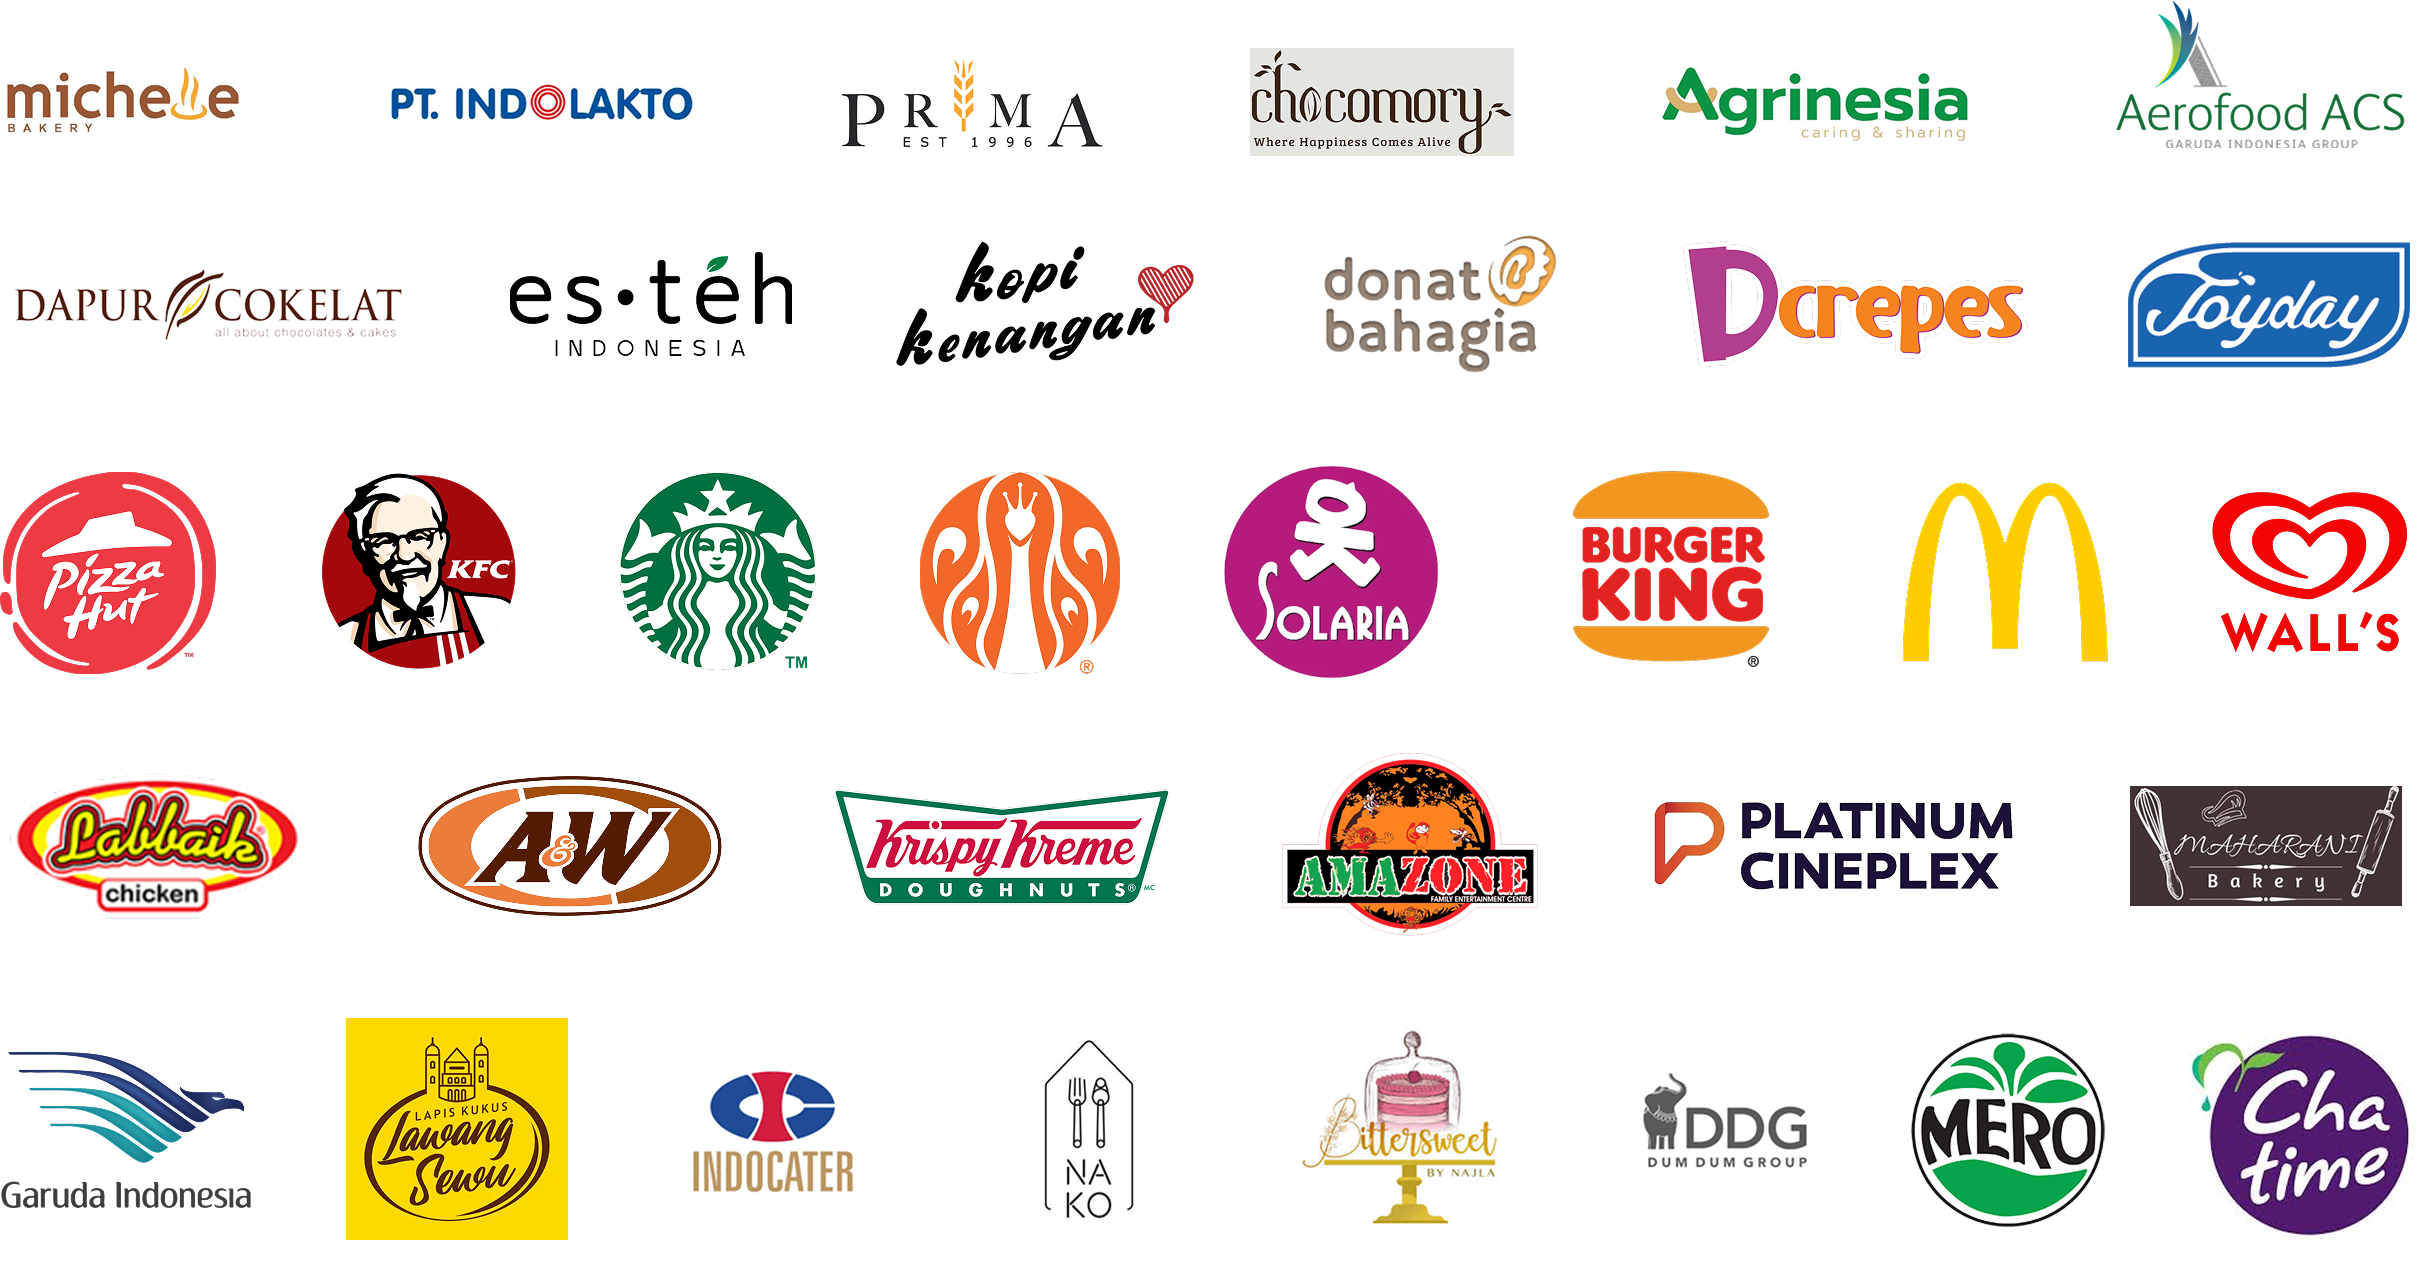 michelle
BAKERY
PT. INDOLAKTO
PRIMA
EST 1996
chocomory
Where Happiness Comes Alive
Agrinesia
caring & sharing
Aerofood ACS
GARUDA INDONESIA GROUP
DAPUR COKELAT
all about chocolates & cakes
es•téh
INDONESIA
kopi
kenangan
donat
bahagia
Dcrepes
Joyday
Pizza
Hut
™
KFC
TM
®
SOLARIA
BURGER
KING
®
M
WALL'S
Labbaik®
chicken
A&W
Krispy Kreme
DOUGHNUTS® MC
AMAZONE
FAMILY ENTERTAINMENT CENTRE
PLATINUM
CINEPLEX
MAHARANI
Bakery
Garuda Indonesia
LAPIS KUKUS
Lawang
Sewu
INDOCATER
NA
KO
Bittersweet
BY NAJLA
DDG
DUM DUM GROUP
MERO
Cha
time